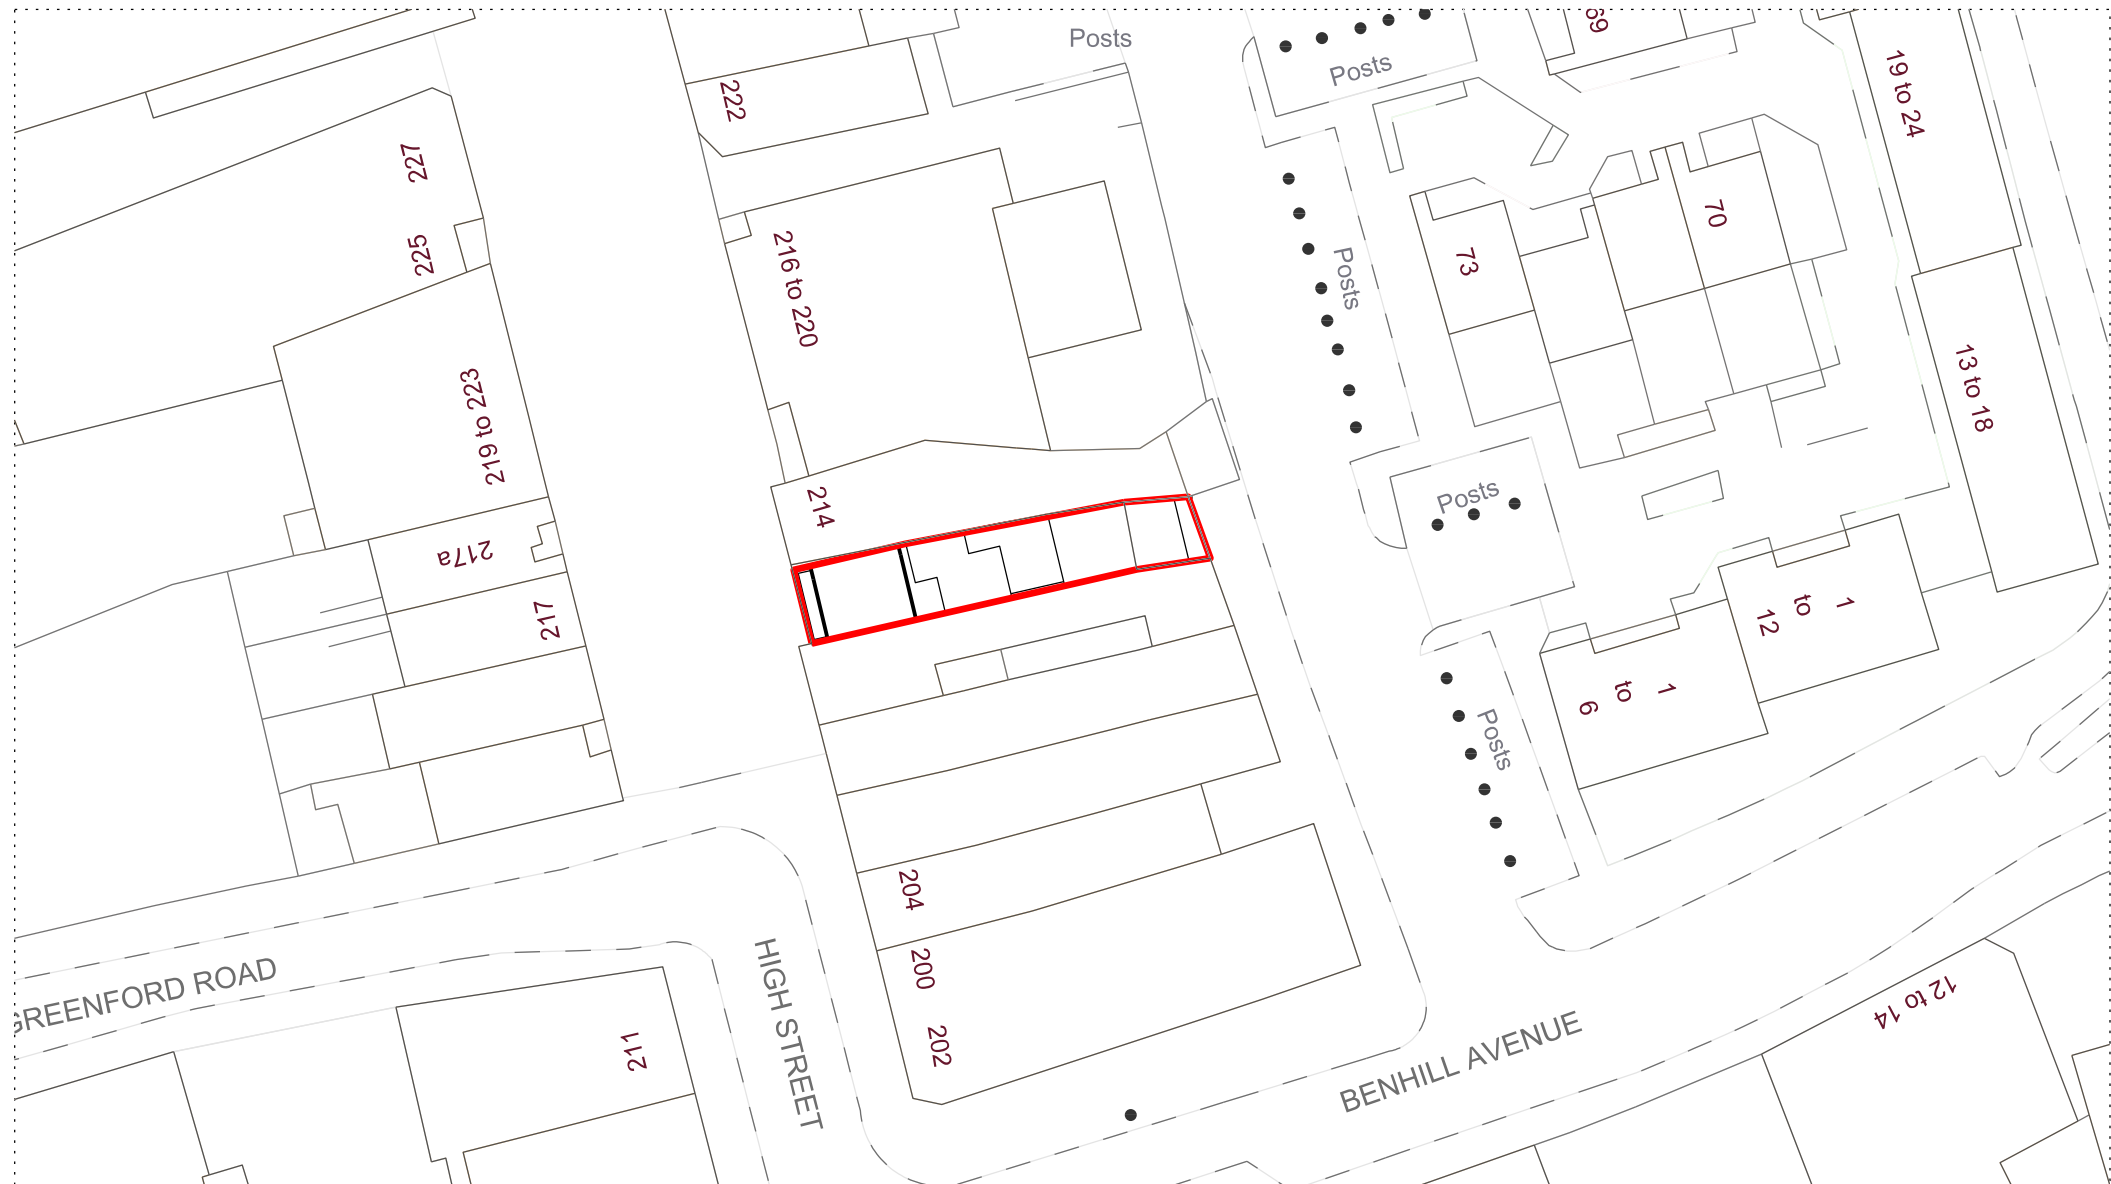 Posts
69
Posts
19 to 24
222
227
225
216 to 220
73
70
Posts
219 to 223
13 to 18
214
Posts
217a
217
1
to
12
1
to
6
Posts
204
200
202
GREENFORD ROAD
HIGH STREET
211
BENHILL AVENUE
12 to 14